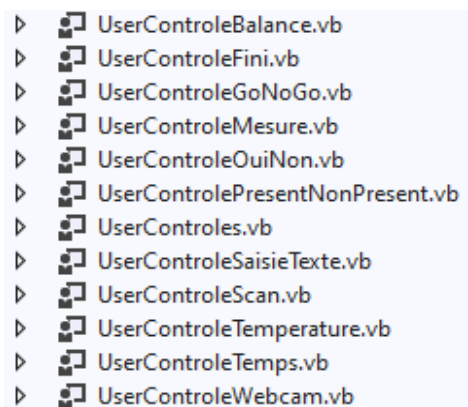 UserControleBalance.vb
UserControleFini.vb
UserControleGoNoGo.vb
UserControleMesure.vb
UserControleOuiNon.vb
UserControlePresentNonPresent.vb
UserControles.vb
UserControleSaisieTexte.vb
UserControleScan.vb
UserControleTemperature.vb
UserControleTemps.vb
UserControleWebcam.vb